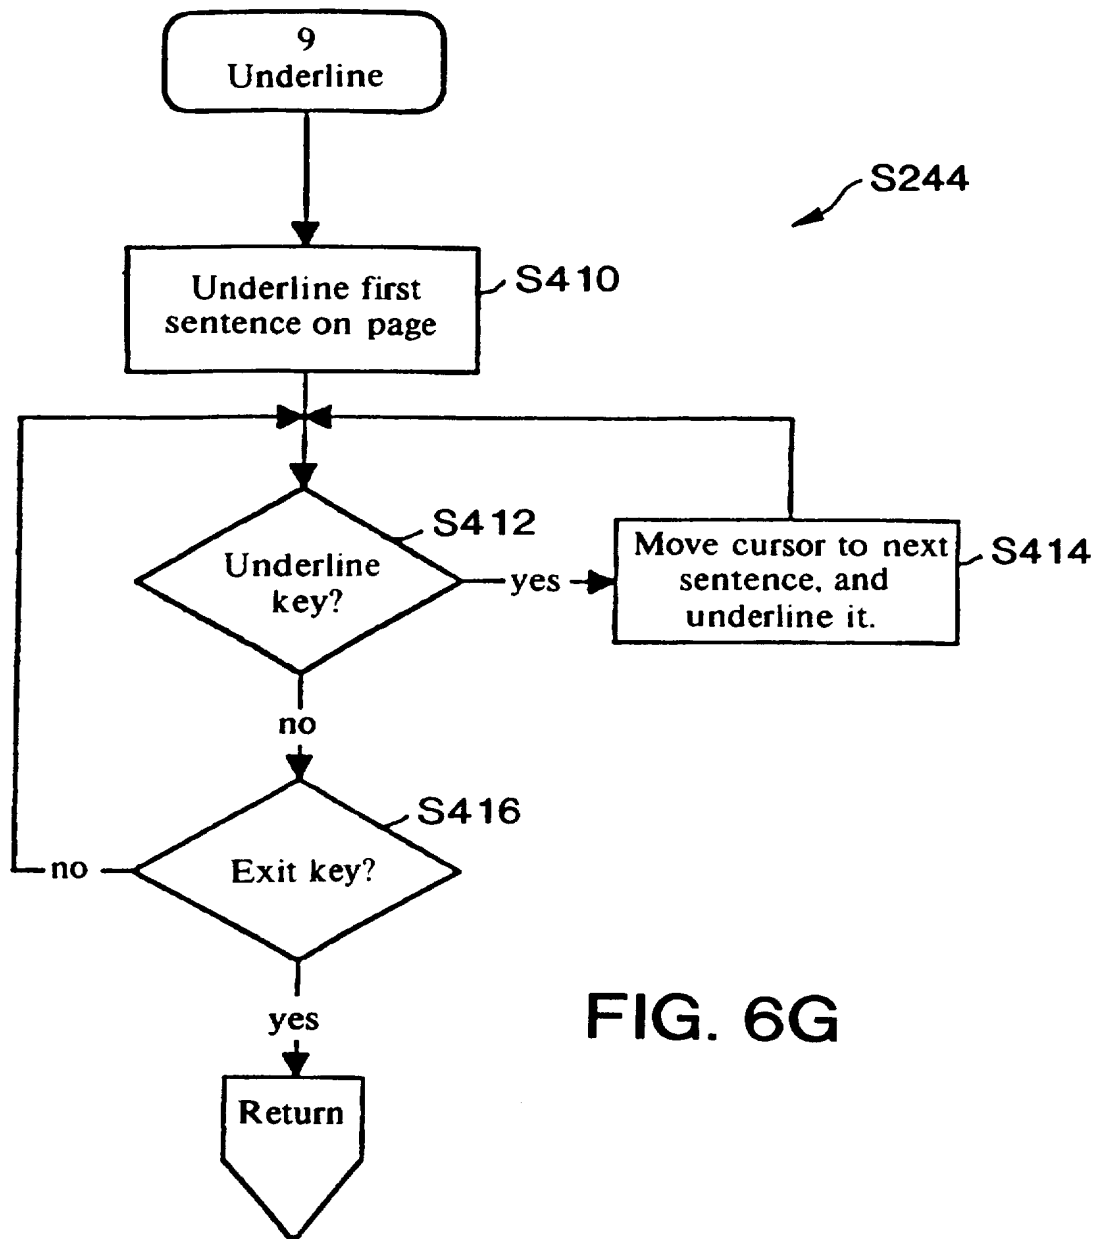 9
Underline
S244
Underline first
sentence on page
S410
S412
Underline
key?
yes
Move cursor to next
sentence, and
underline it.
S414
no
S416
Exit key?
no
yes
Return
FIG. 6G